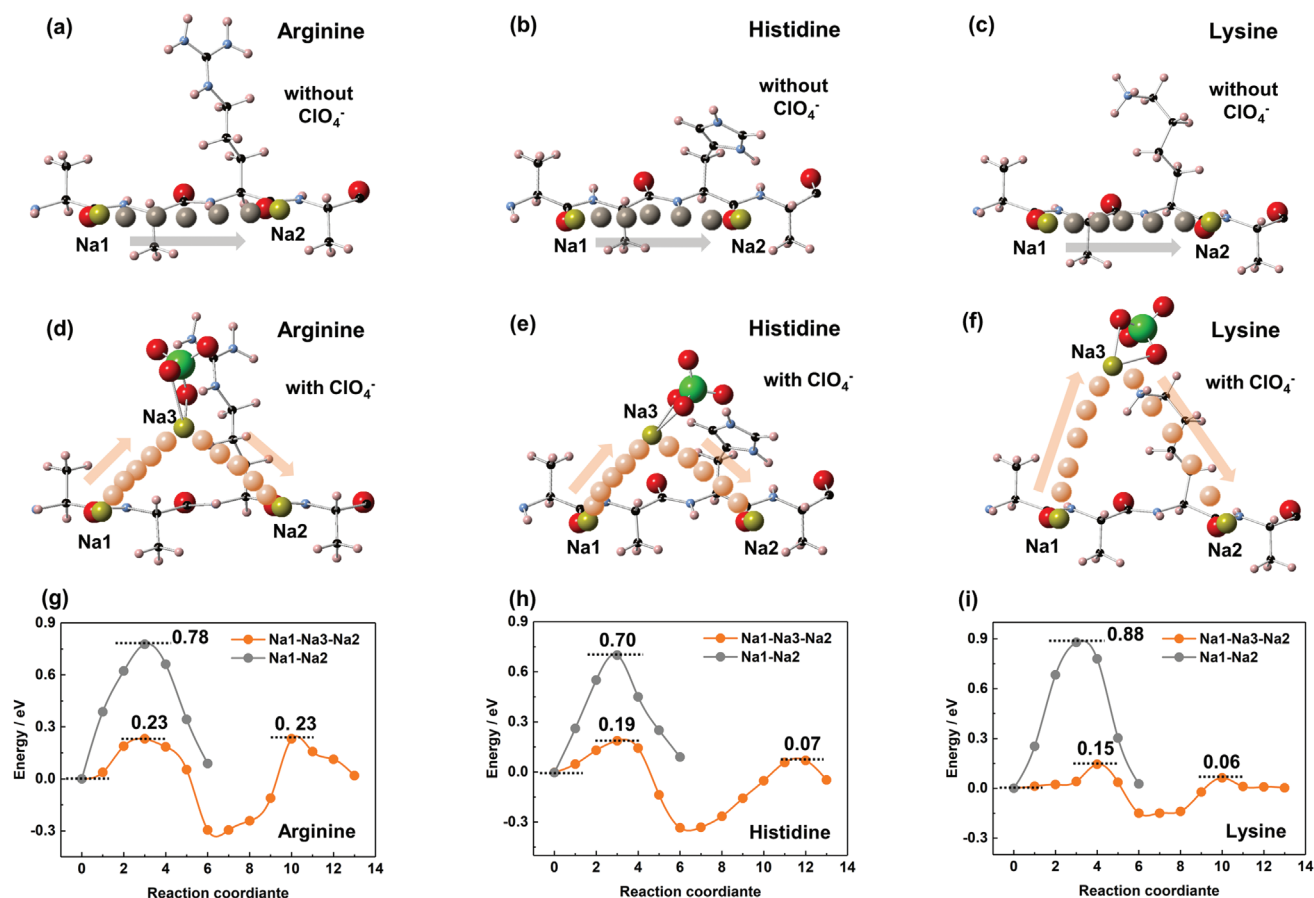 (a)
Arginine
without
ClO₄⁻
Na1
Na2
(b)
Histidine
without
ClO₄⁻
Na1
Na2
(c)
Lysine
without
ClO₄⁻
Na1
Na2
(d)
Arginine
with ClO₄⁻
Na3
Na1
Na2
(e)
Histidine
with ClO₄⁻
Na3
Na1
Na2
(f)
Lysine
with ClO₄⁻
Na3
Na1
Na2
(g)
0.9
0.6
0.3
0.0
-0.3
Energy / eV
0.78
Na1-Na3-Na2
Na1-Na2
0.23
0. 23
Arginine
0 2 4 6 8 10 12 14
Reaction coordiante
(h)
0.9
0.6
0.3
0.0
-0.3
Energy / eV
0.70
Na1-Na3-Na2
Na1-Na2
0.19
0.07
Histidine
0 2 4 6 8 10 12 14
Reaction coordiante
(i)
0.9
0.6
0.3
0.0
-0.3
Energy / eV
0.88
Na1-Na3-Na2
Na1-Na2
0.15
0.06
Lysine
0 2 4 6 8 10 12 14
Reaction coordiante